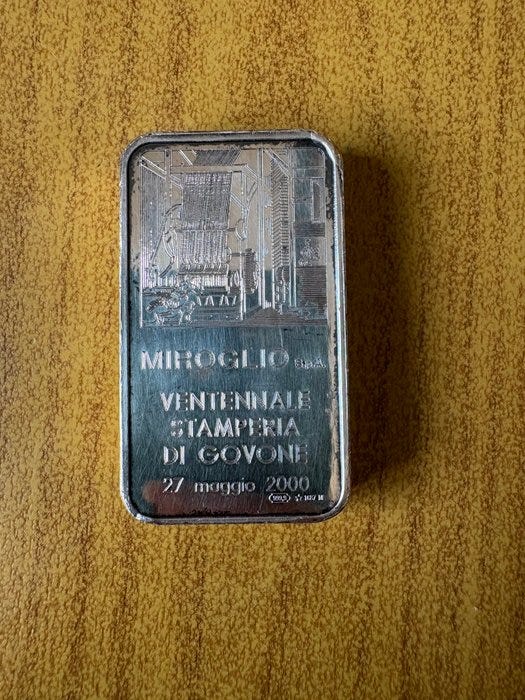 MIROGLIO S.p.A.
VENTENNALE
STAMPERIA
DI GOVONE
27 maggio 2000